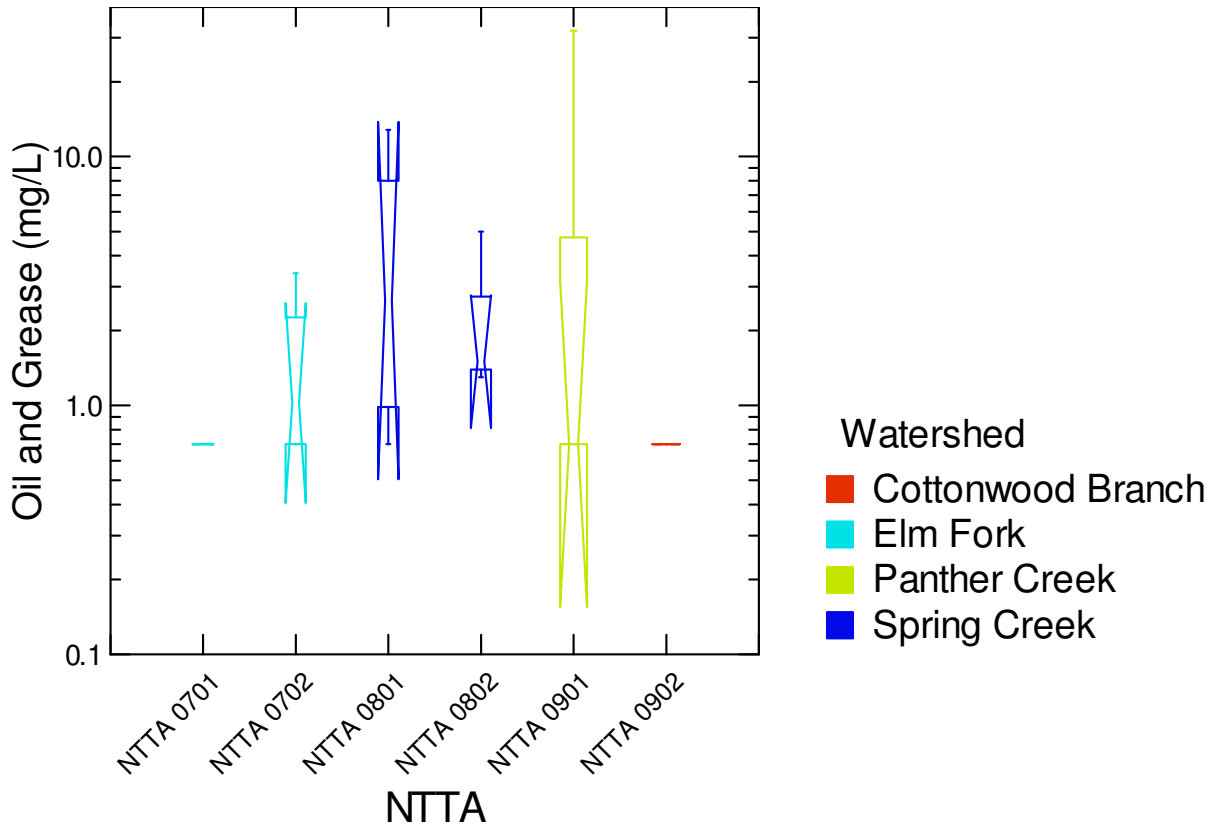 Oil and Grease (mg/L)
10.0
1.0
0.1
NTTA 0701
NTTA 0702
NTTA 0801
NTTA 0802
NTTA 0901
NTTA 0902
NTTA
Watershed
Cottonwood Branch
Elm Fork
Panther Creek
Spring Creek